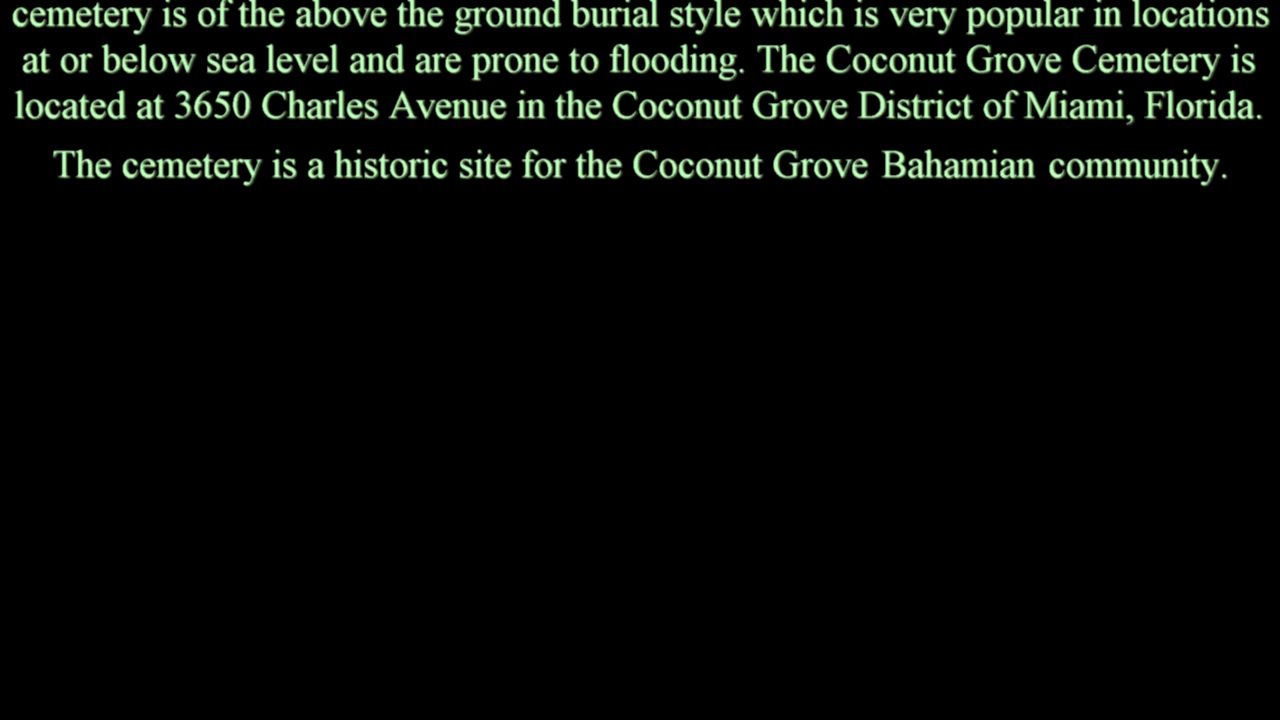 cemetery is of the above the ground burial style which is very popular in locations
at or below sea level and are prone to flooding. The Coconut Grove Cemetery is
located at 3650 Charles Avenue in the Coconut Grove District of Miami, Florida.
The cemetery is a historic site for the Coconut Grove Bahamian community.